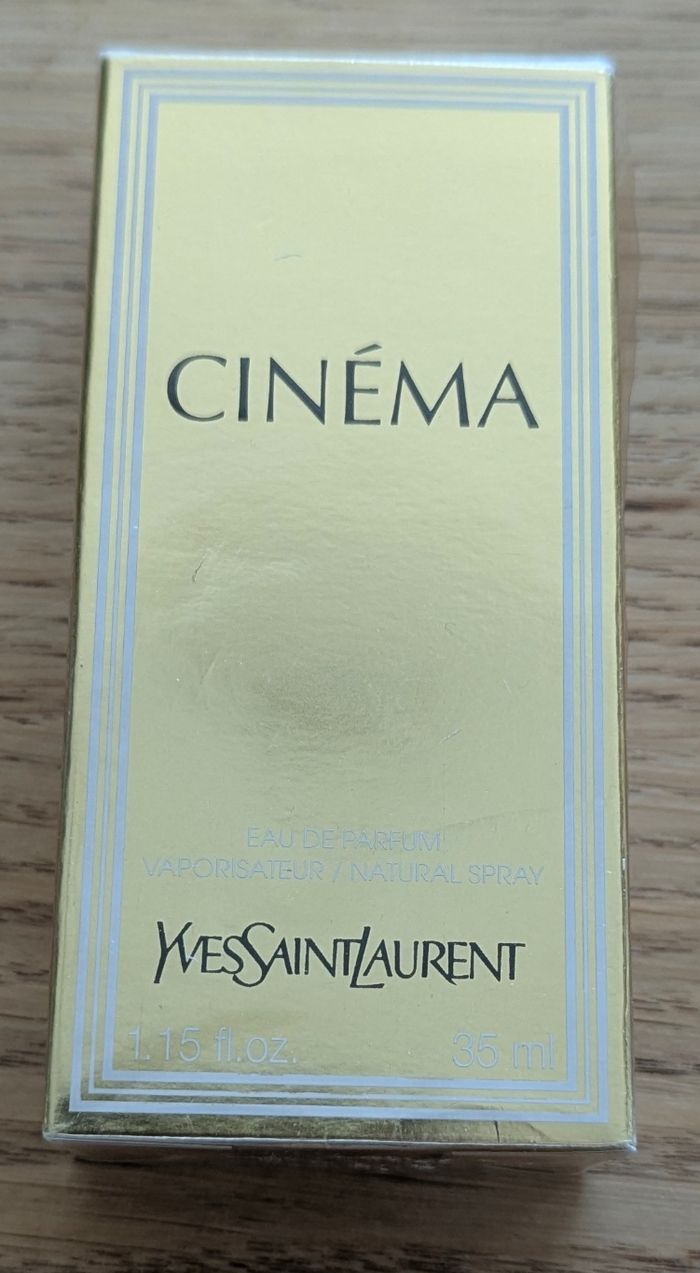 CINÉMA
EAU DE PARFUM
VAPORISATEUR / NATURAL SPRAY
YVESSAINTLAURENT
1.15 fl.oz. 35 ml